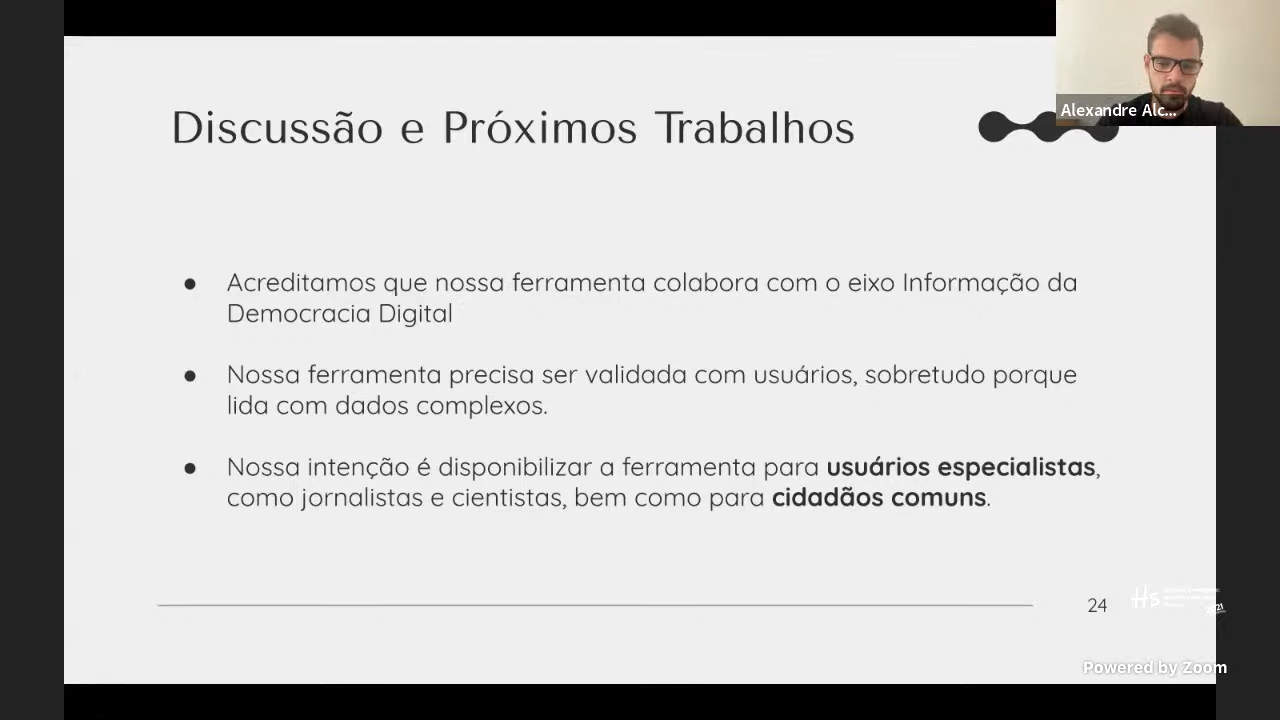 Discussão e Próximos Trabalhos
Alexandre Alc...
● Acreditamos que nossa ferramenta colabora com o eixo Informação da
Democracia Digital
● Nossa ferramenta precisa ser validada com usuários, sobretudo porque
lida com dados complexos.
● Nossa intenção é disponibilizar a ferramenta para usuários especialistas,
como jornalistas e cientistas, bem como para cidadãos comuns.
24
Hs
2021
Powered by Zoom